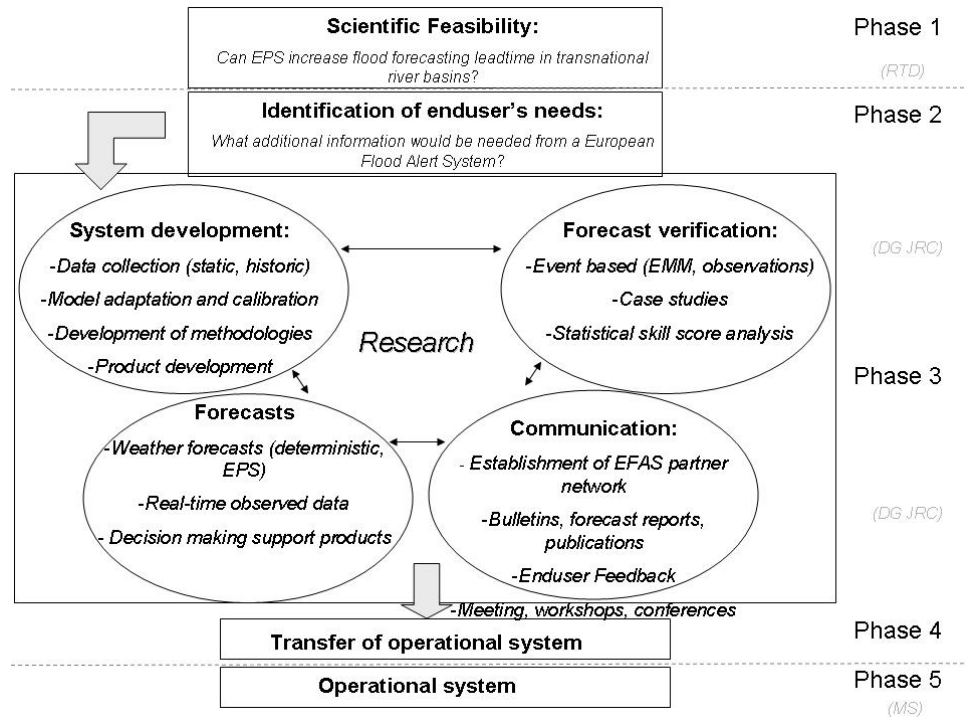 Scientific Feasibility:
Can EPS increase flood forecasting leadtime in transnational
river basins?
Phase 1
(RTD)
Identification of enduser's needs:
What additional information would be needed from a European
Flood Alert System?
Phase 2
(DG JRC)
System development:
-Data collection (static, historic)
-Model adaptation and calibration
-Development of methodologies
-Product development
Forecast verification:
-Event based (EMM, observations)
-Case studies
-Statistical skill score analysis
Research
Phase 3
Forecasts
-Weather forecasts (deterministic,
EPS)
-Real-time observed data
- Decision making support products
Communication:
- Establishment of EFAS partner
network
-Bulletins, forecast reports,
publications
-Enduser Feedback
-Meeting, workshops, conferences
(DG JRC)
Transfer of operational system
Phase 4
Operational system
Phase 5
(MS)